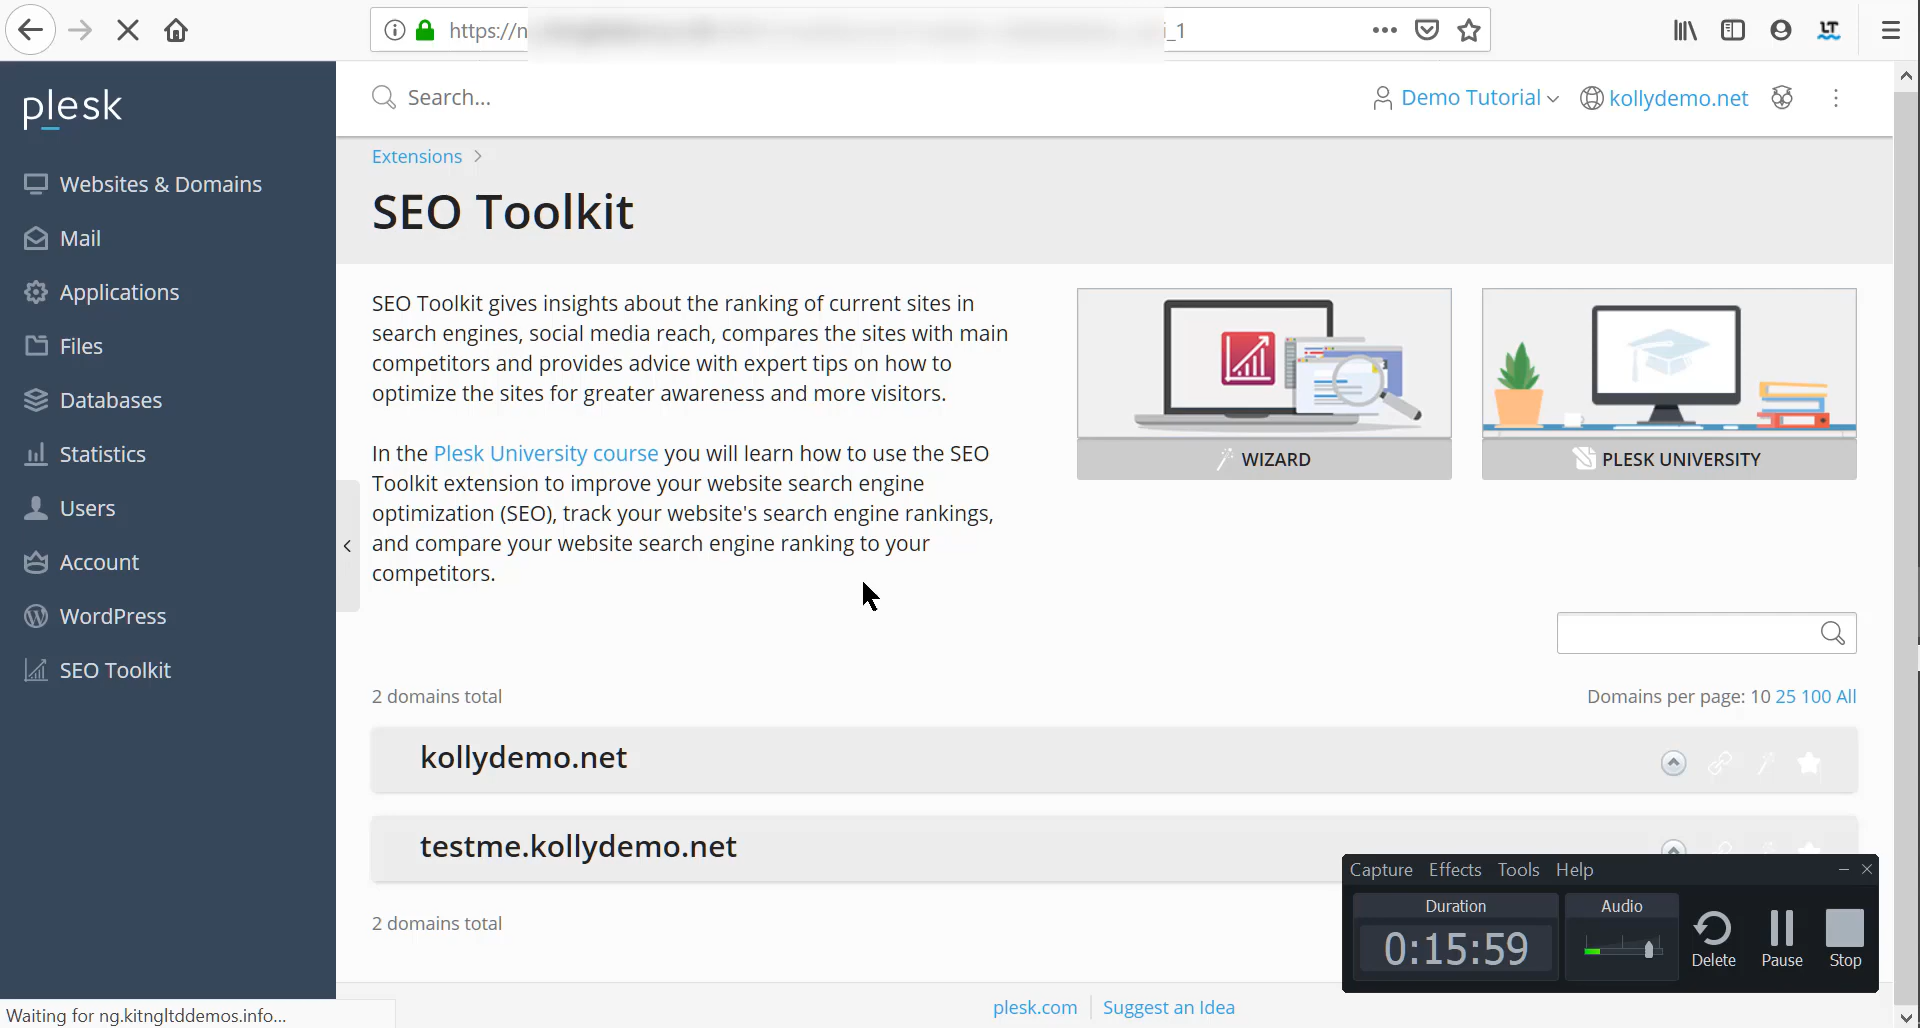 https://n
i_1
plesk
Search...
Demo Tutorial
kollydemo.net
Websites & Domains
Mail
Applications
Files
Databases
Statistics
Users
Account
WordPress
SEO Toolkit
Extensions >
SEO Toolkit
SEO Toolkit gives insights about the ranking of current sites in
search engines, social media reach, compares the sites with main
competitors and provides advice with expert tips on how to
optimize the sites for greater awareness and more visitors.
In the Plesk University course you will learn how to use the SEO
Toolkit extension to improve your website search engine
optimization (SEO), track your website's search engine rankings,
and compare your website search engine ranking to your
competitors.
WIZARD
PLESK UNIVERSITY
2 domains total
Domains per page: 10 25 100 All
kollydemo.net
testme.kollydemo.net
2 domains total
Capture Effects Tools Help
Duration
Audio
0:15:59
Delete
Pause
Stop
plesk.com
Suggest an Idea
Waiting for ng.kitngltddemos.info...
LT